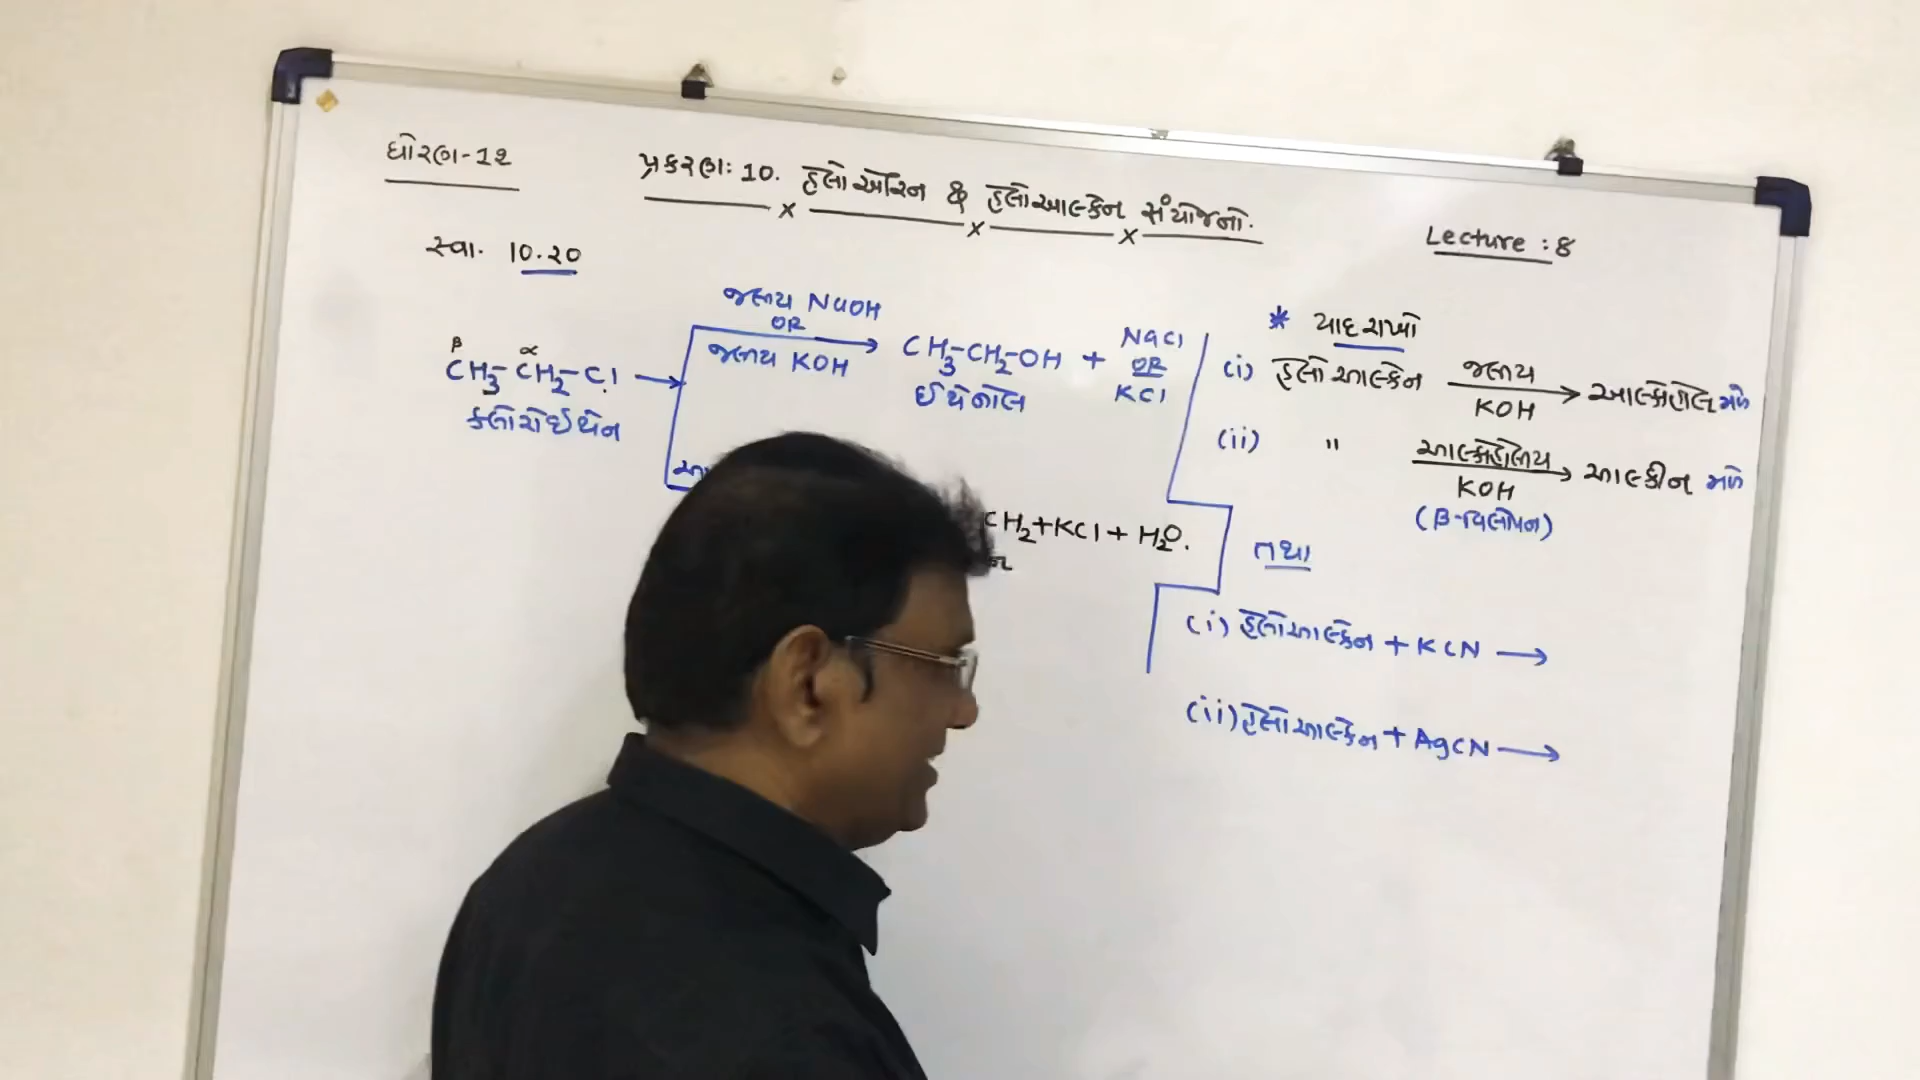 ધોરણ-12
પ્રકરણ: 10. હેલોએરિન & હેલોઆલ્કેન સંયોજનો.
Lecture : 8
સ્વા. 10.20
જલીય NaOH
OR
જલીય KOH
β α
CH3-CH2-Cl →
ક્લોરોઈથેન
CH3-CH2-OH + NaCl OR KCl
ઈથેનોલ
CH2+KCl + H2O.
* યાદ રાખો
(i) હેલોઆલ્કેન જલીય KOH → આલ્કોહોલ મળે
(ii) " આલ્કોહોલીય KOH → આલ્કીન મળે
(β-વિલોપન)
તથા
(i) હેલોઆલ્કેન + KCN →
(ii) હેલોઆલ્કેન + AgCN →